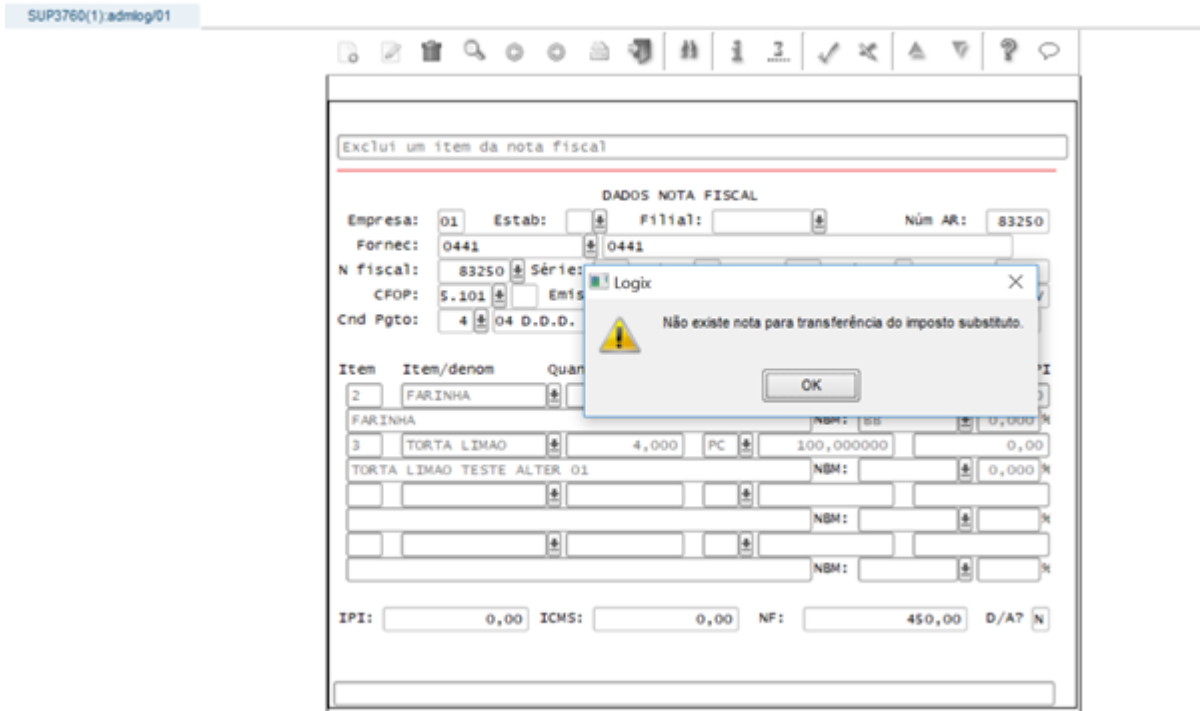 SUP3760(1):admlog/01
Exclui um item da nota fiscal
DADOS NOTA FISCAL
Empresa: 01 Estab: Filial: Núm AR: 83250
Fornec: 0441 0441
N fiscal: 83250 Série:
CFOP: 5.101 Emis
Cnd Pgto: 4 04 D.D.D.
Logix
Não existe nota para transferência do imposto substituto.
OK
Item Item/denom Quan PI
2 FARINHA
FARINHA NBM: BB 0,000 %
3 TORTA LIMAO 4,000 PC 100,000000 0,00
TORTA LIMAO TESTE ALTER 01 NBM: 0,000 %
NBM: %
NBM: %
IPI: 0,00 ICMS: 0,00 NF: 450,00 D/A? N